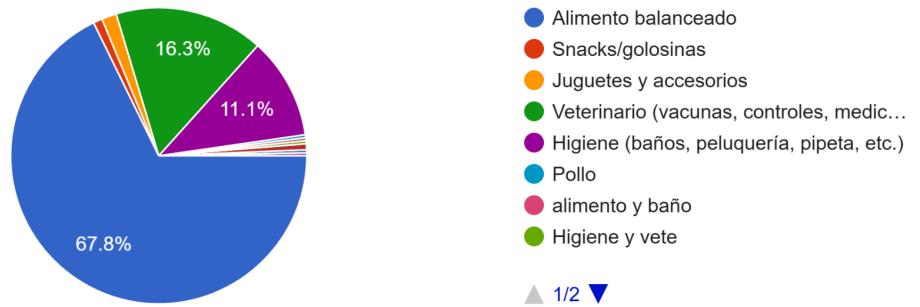 16.3%
11.1%
67.8%
Alimento balanceado
Snacks/golosinas
Juguetes y accesorios
Veterinario (vacunas, controles, medic…
Higiene (baños, peluquería, pipeta, etc.)
Pollo
alimento y baño
Higiene y vete
1/2